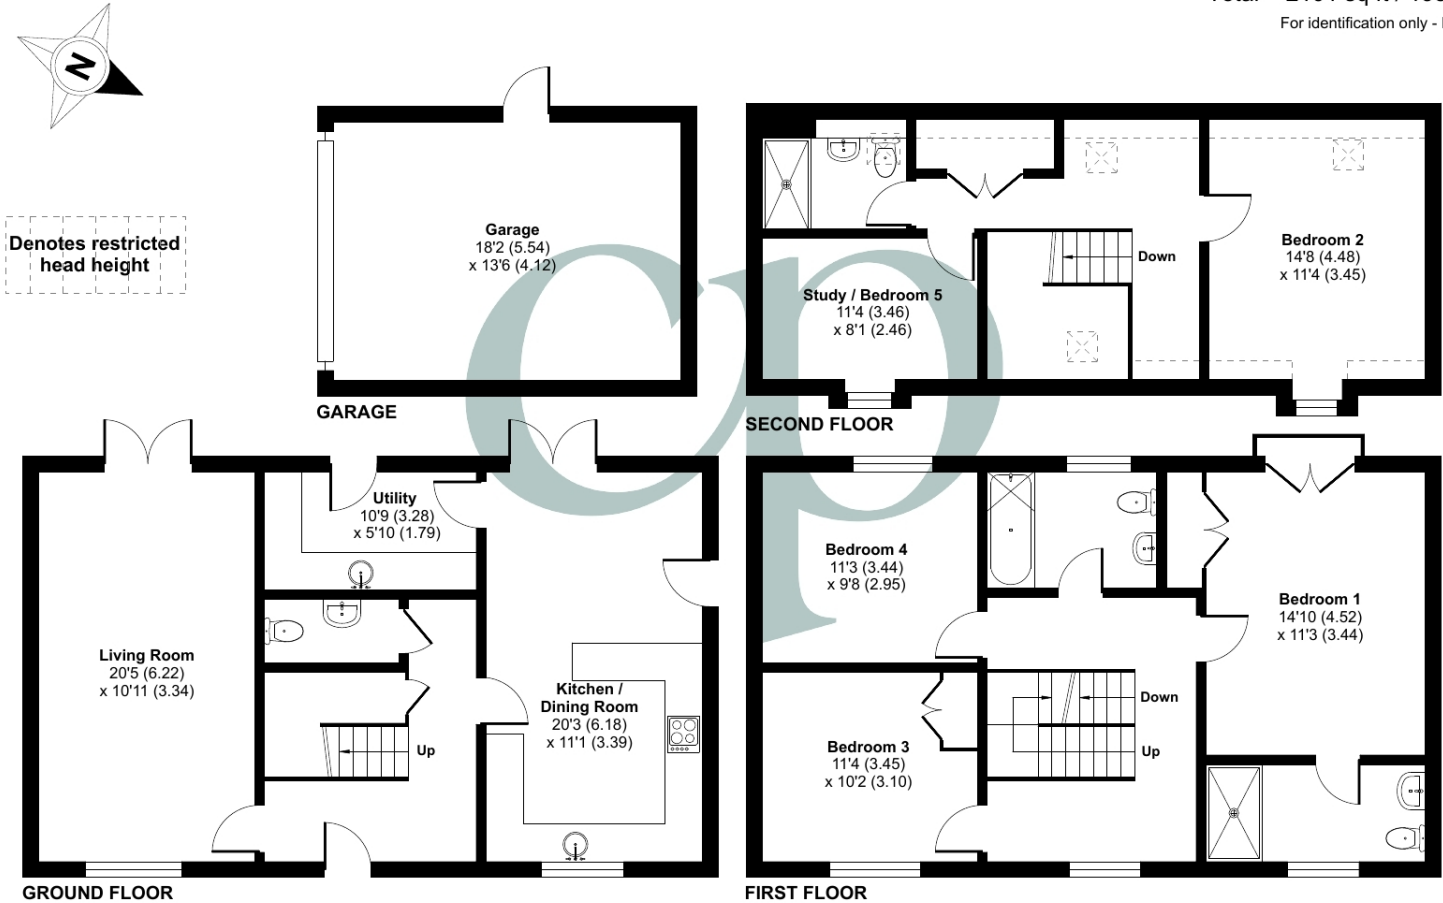 For identification only -
N
Denotes restricted
head height
Garage
18'2 (5.54)
x 13'6 (4.12)
GARAGE
Study / Bedroom 5
11'4 (3.46)
x 8'1 (2.46)
Down
Bedroom 2
14'8 (4.48)
x 11'4 (3.45)
SECOND FLOOR
cp
Living Room
20'5 (6.22)
x 10'11 (3.34)
Utility
10'9 (3.28)
x 5'10 (1.79)
Up
Kitchen /
Dining Room
20'3 (6.18)
x 11'1 (3.39)
GROUND FLOOR
Bedroom 4
11'3 (3.44)
x 9'8 (2.95)
Bedroom 3
11'4 (3.45)
x 10'2 (3.10)
Down
Up
Bedroom 1
14'10 (4.52)
x 11'3 (3.44)
FIRST FLOOR